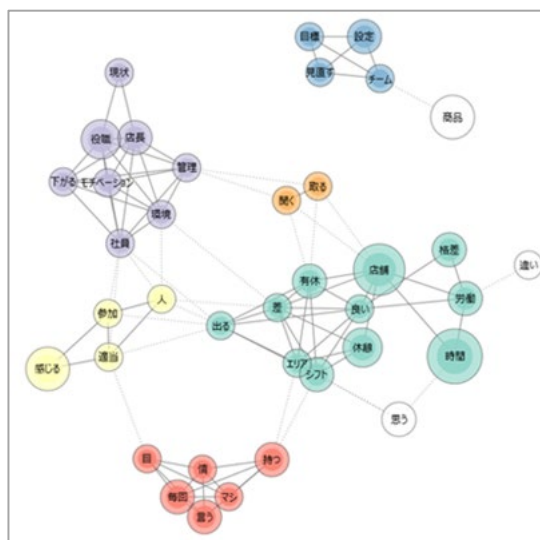 目標
設定
見直す
チーム
商品
現状
役職
店長
下がる
モチベーション
管理
環境
社員
聞く
取る
参加
人
適当
感じる
出る
差
有休
店舗
良い
エリア
シフト
休憩
格差
労働
時間
違い
思う
目
情
持つ
毎回
マシ
言う